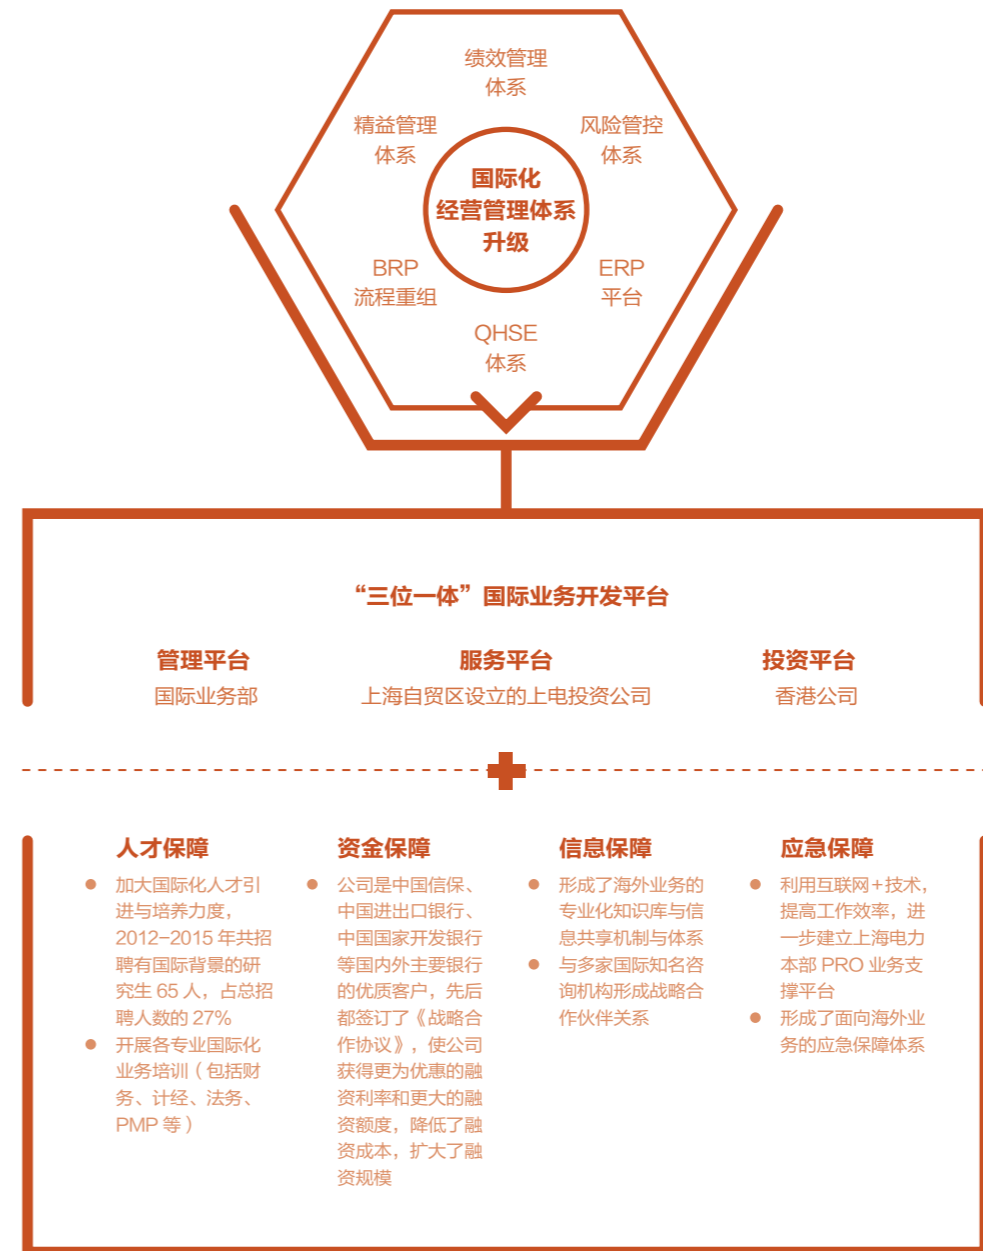 绩效管理
体系
精益管理
体系
风险管控
体系
国际化
经营管理体系
升级
BRP
流程重组
ERP
平台
QHSE
体系
“三位一体”国际业务开发平台
管理平台
国际业务部
服务平台
上海自贸区设立的上电投资公司
投资平台
香港公司
人才保障
加大国际化人才引
进与培养力度，
2012-2015 年共招
聘有国际背景的研
究生 65 人，占总招
聘人数的 27%
开展各专业国际化
业务培训（包括财
务、计经、法务、
PMP 等）
资金保障
公司是中国信保、
中国进出口银行、
中国国家开发银行
等国内外主要银行
的优质客户，先后
都签订了《战略合
作协议》，使公司
获得更为优惠的融
资利率和更大的融
资额度，降低了融
资成本，扩大了融
资规模
信息保障
形成了海外业务的
专业化知识库与信
息共享机制与体系
与多家国际知名咨
询机构形成战略合
作伙伴关系
应急保障
利用互联网+技术，
提高工作效率，进
一步建立上海电力
本部 PRO 业务支
撑平台
形成了面向海外业
务的应急保障体系